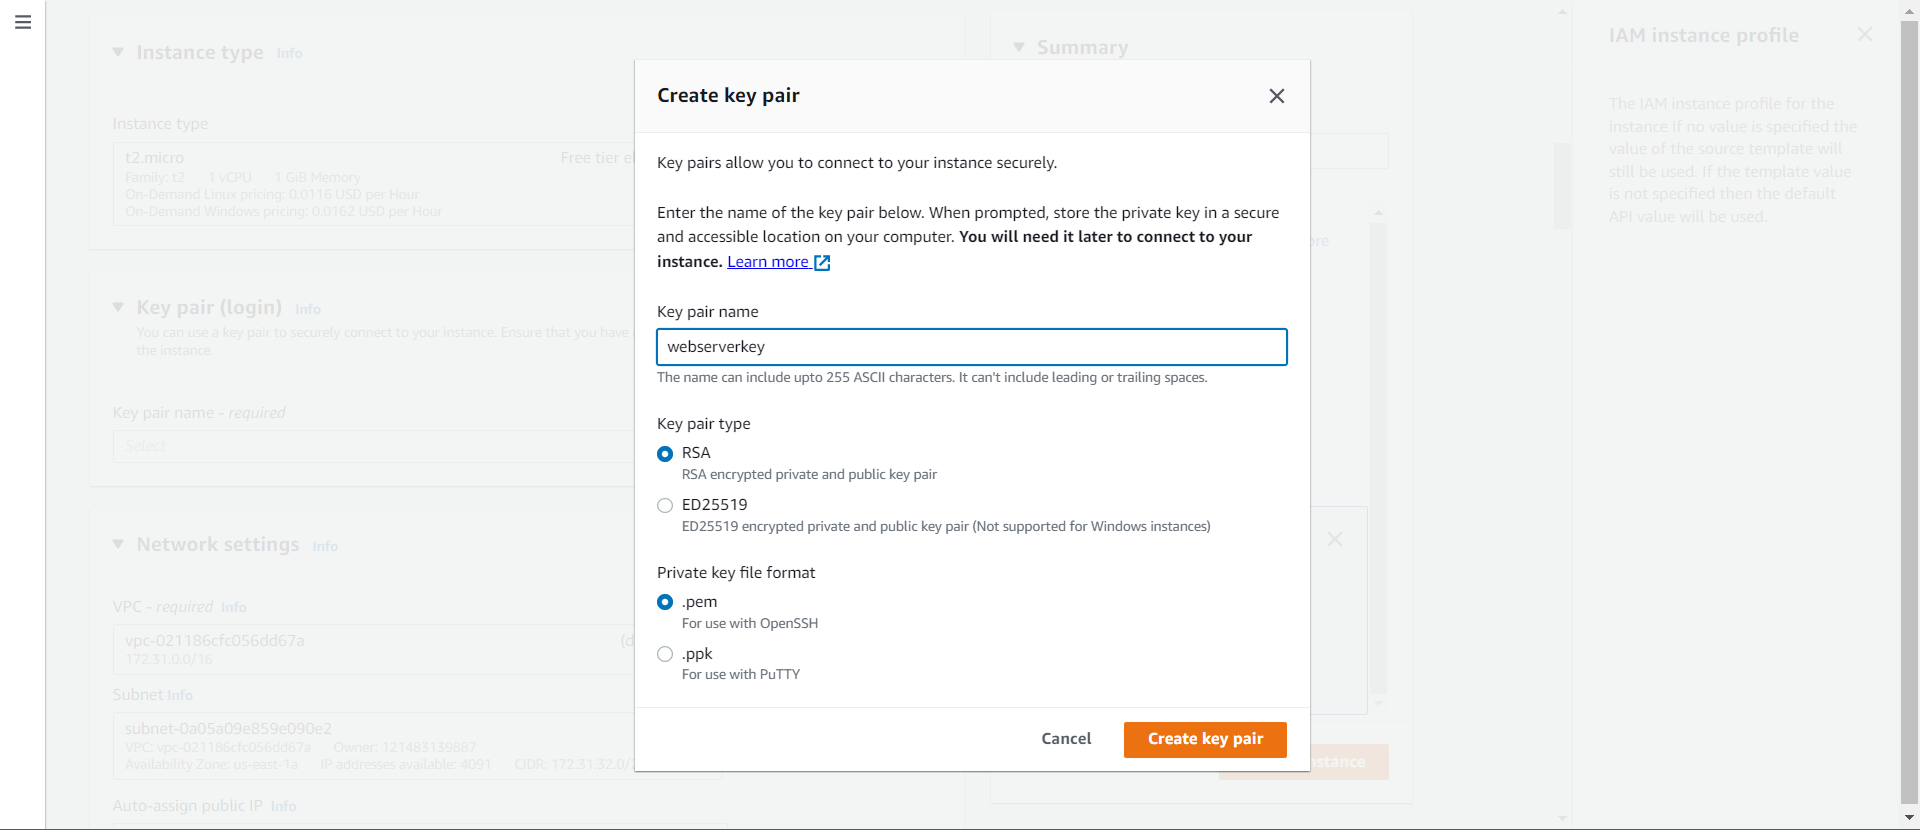 Instance type Info
Instance type
t2.micro
Free tier
Family: t2 1 vCPU 1 GiB Memory
On-Demand Linux pricing: 0.0116 USD per Hour
On-Demand Windows pricing: 0.0162 USD per Hour
Key pair (login) Info
You can use a key pair to securely connect to your instance. Ensure that you have
the instance.
Key pair name - required
Select
Network settings Info
VPC - required Info
vpc-021186cfc056dd67a
172.31.0.0/16
Subnet Info
subnet-0a05a09e859e090e2
VPC: vpc-021186cfc056dd67a Owner: 121483139887
Availability Zone: us-east-1a IP addresses available: 4091 CIDR: 172.31.32.0/
Auto-assign public IP Info
Create key pair
Key pairs allow you to connect to your instance securely.
Enter the name of the key pair below. When prompted, store the private key in a secure
and accessible location on your computer. You will need it later to connect to your
instance. Learn more
Key pair name
webserverkey
The name can include upto 255 ASCII characters. It can't include leading or trailing spaces.
Key pair type
RSA
RSA encrypted private and public key pair
ED25519
ED25519 encrypted private and public key pair (Not supported for Windows instances)
Private key file format
.pem
For use with OpenSSH
.ppk
For use with PuTTY
Cancel
Create key pair
Summary
IAM instance profile
The IAM instance profile for the
instance If no value is specified the
value of the source template will
still be used. If the template value
is not specified then the default
API value will be used.